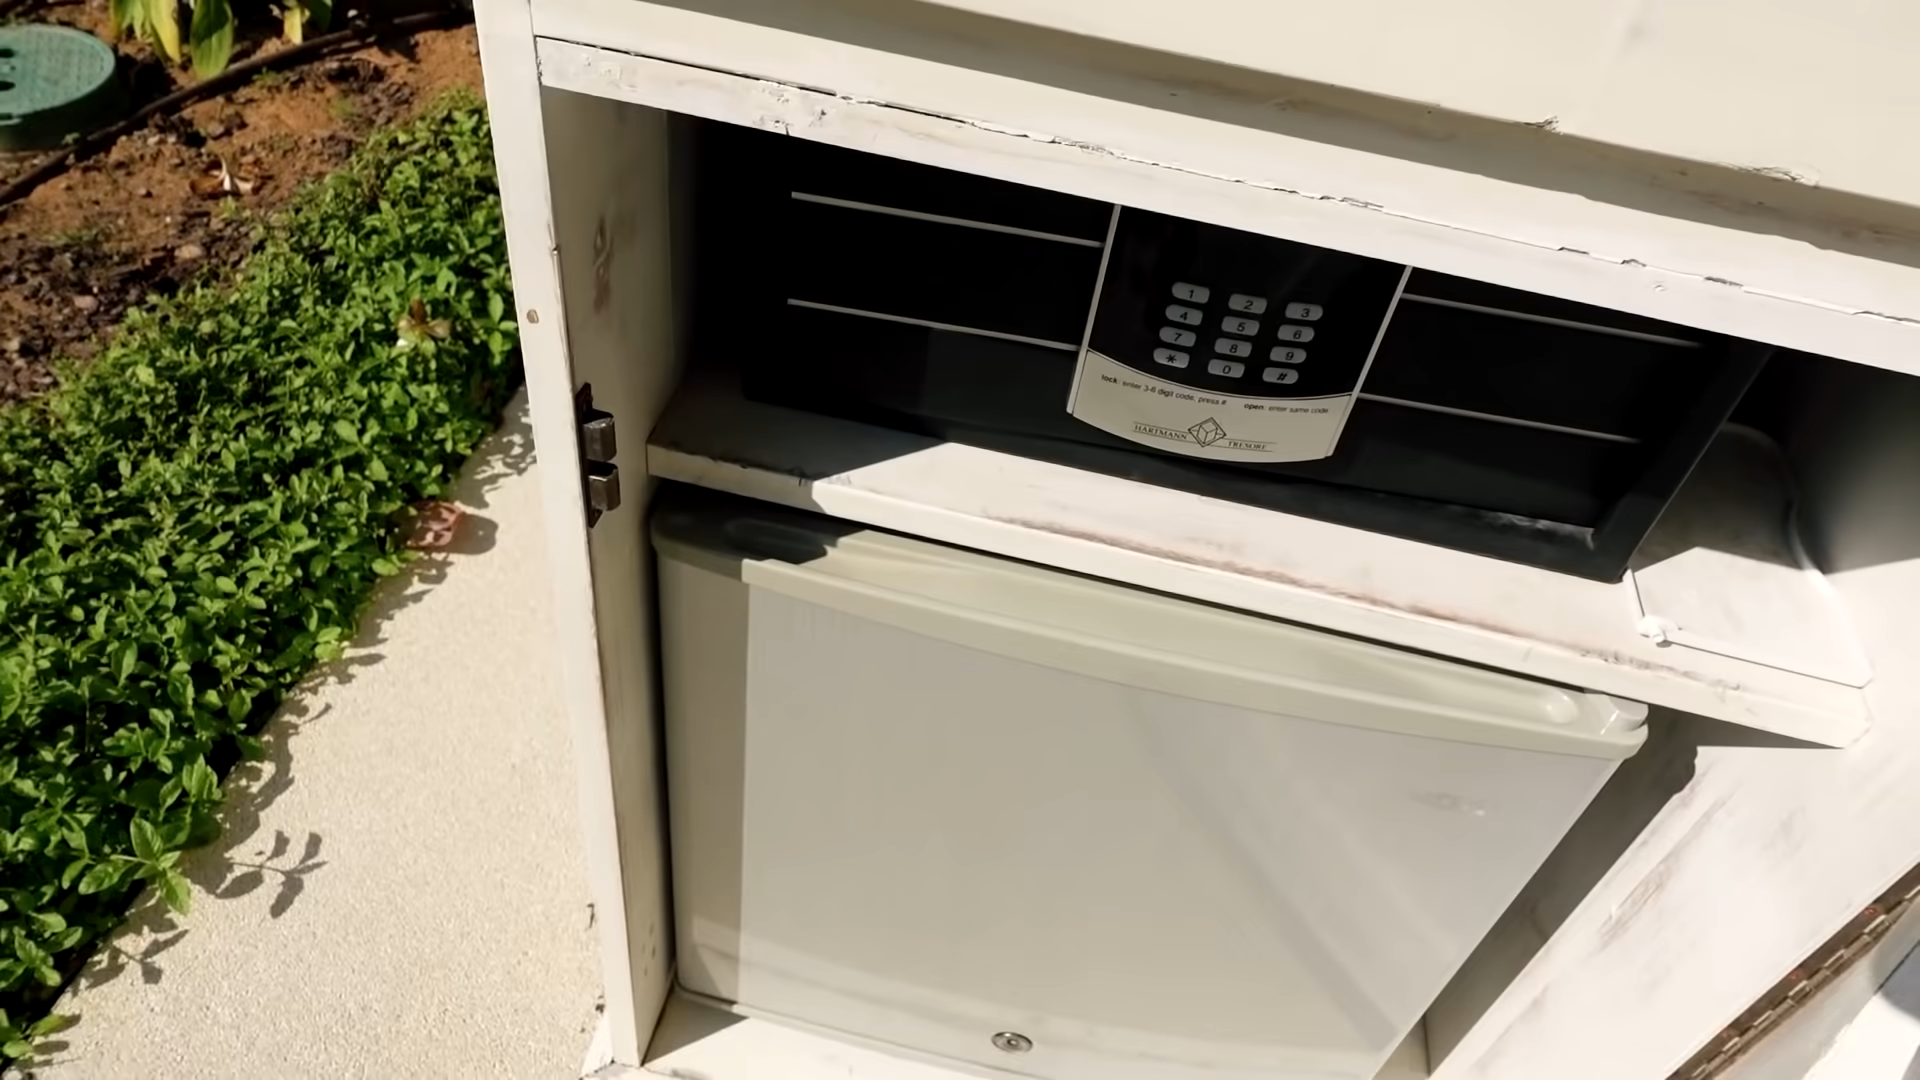 1 2 3
4 5 6
7 8 9
* 0 #
lock: enter 3-6 digit code, press # open: enter same code
HARTMANN TRESORE